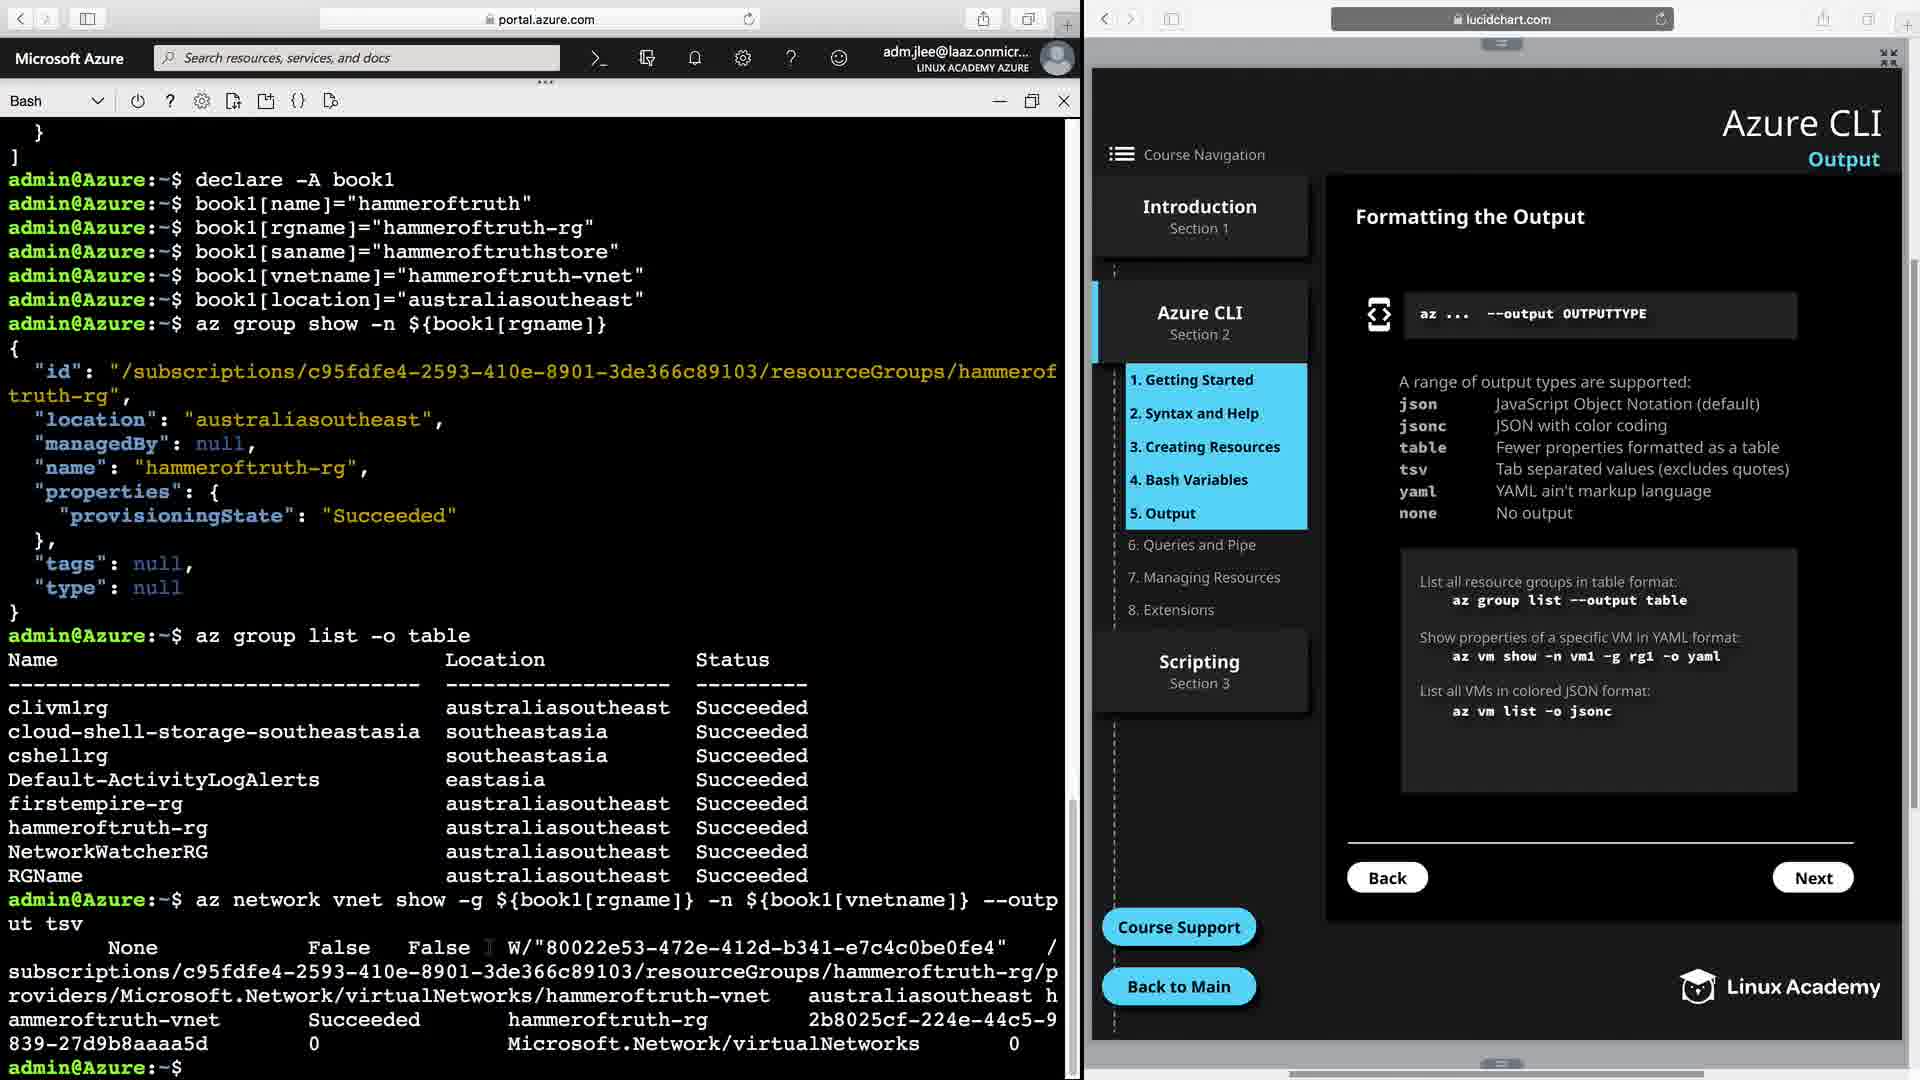 portal.azure.com
Microsoft Azure
Search resources, services, and docs
adm.jlee@laaz.onmicr...
LINUX ACADEMY AZURE
Bash
}
]
admin@Azure:~$ declare -A book1
admin@Azure:~$ book1[name]="hammeroftruth"
admin@Azure:~$ book1[rgname]="hammeroftruth-rg"
admin@Azure:~$ book1[saname]="hammeroftruthstore"
admin@Azure:~$ book1[vnetname]="hammeroftruth-vnet"
admin@Azure:~$ book1[location]="australiasoutheast"
admin@Azure:~$ az group show -n ${book1[rgname]}
{
"id": "/subscriptions/c95fdfe4-2593-410e-8901-3de366c89103/resourceGroups/hammerof
truth-rg",
"location": "australiasoutheast",
"managedBy": null,
"name": "hammeroftruth-rg",
"properties": {
"provisioningState": "Succeeded"
},
"tags": null,
"type": null
}
admin@Azure:~$ az group list -o table
Name Location Status
--------------------------------- ------------------ ---------
clivm1rg australiasoutheast Succeeded
cloud-shell-storage-southeastasia southeastasia Succeeded
cshellrg southeastasia Succeeded
Default-ActivityLogAlerts eastasia Succeeded
firstempire-rg australiasoutheast Succeeded
hammeroftruth-rg australiasoutheast Succeeded
NetworkWatcherRG australiasoutheast Succeeded
RGName australiasoutheast Succeeded
admin@Azure:~$ az network vnet show -g ${book1[rgname]} -n ${book1[vnetname]} --outp
ut tsv
None False False W/"80022e53-472e-412d-b341-e7c4c0be0fe4" /
subscriptions/c95fdfe4-2593-410e-8901-3de366c89103/resourceGroups/hammeroftruth-rg/p
roviders/Microsoft.Network/virtualNetworks/hammeroftruth-vnet australiasoutheast h
ammeroftruth-vnet Succeeded hammeroftruth-rg 2b8025cf-224e-44c5-9
839-27d9b8aaaa5d 0 Microsoft.Network/virtualNetworks 0
admin@Azure:~$
lucidchart.com
Azure CLI
Output
Course Navigation
Introduction
Section 1
Azure CLI
Section 2
1. Getting Started
2. Syntax and Help
3. Creating Resources
4. Bash Variables
5. Output
6. Queries and Pipe
7. Managing Resources
8. Extensions
Scripting
Section 3
Course Support
Back to Main
Formatting the Output
az ... --output OUTPUTTYPE
A range of output types are supported:
json JavaScript Object Notation (default)
jsonc JSON with color coding
table Fewer properties formatted as a table
tsv Tab separated values (excludes quotes)
yaml YAML ain't markup language
none No output
List all resource groups in table format:
az group list --output table
Show properties of a specific VM in YAML format:
az vm show -n vm1 -g rg1 -o yaml
List all VMs in colored JSON format:
az vm list -o jsonc
Back
Next
Linux Academy